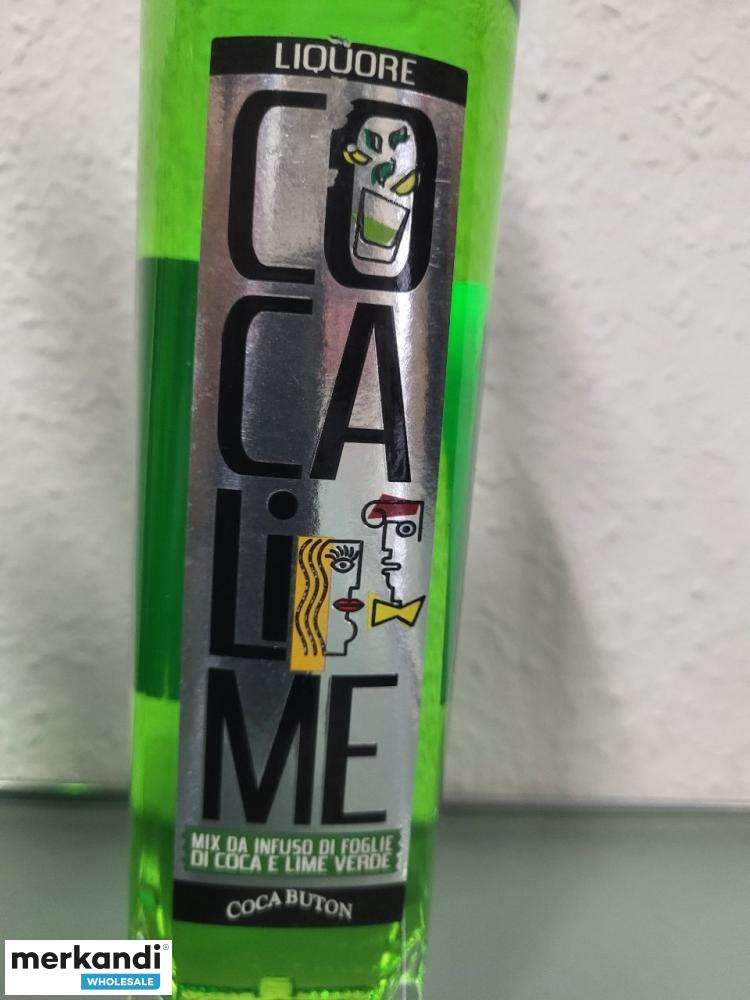 LIQUORE
CO
CA
Li
ME
MIX DA INFUSO DI FOGLIE
DI COCA E LIME VERDE
COCA BUTON
merkandi®
WHOLESALE